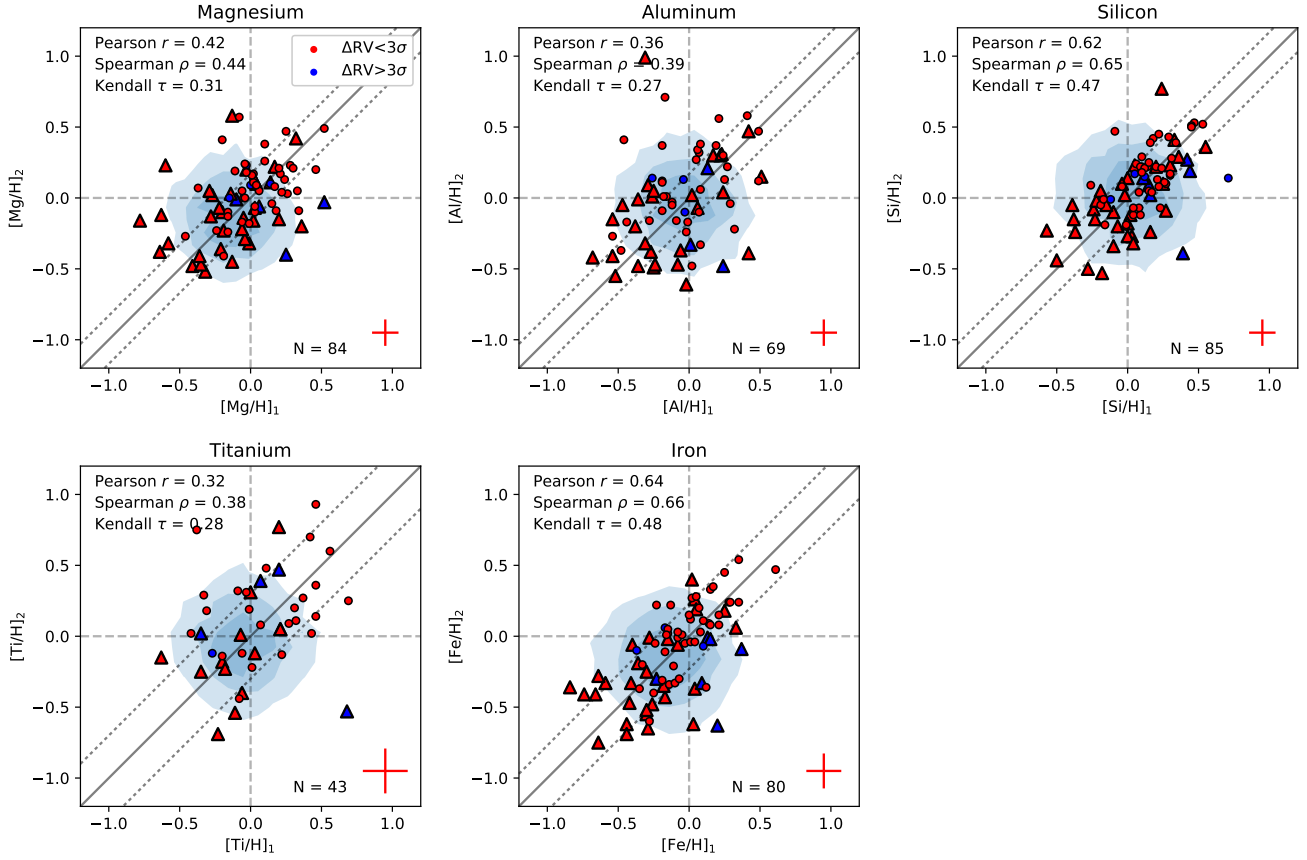 Magnesium
Pearson r = 0.42
Spearman ρ = 0.44
Kendall τ = 0.31
ΔRV<3σ
ΔRV>3σ
1.0
0.5
0.0
−0.5
−1.0
[Mg/H]₂
N = 84
−1.0 −0.5 0.0 0.5 1.0
[Mg/H]₁
Aluminum
Pearson r = 0.36
Spearman ρ = 0.39
Kendall τ = 0.27
1.0
0.5
0.0
−0.5
−1.0
[Al/H]₂
N = 69
−1.0 −0.5 0.0 0.5 1.0
[Al/H]₁
Silicon
Pearson r = 0.62
Spearman ρ = 0.65
Kendall τ = 0.47
1.0
0.5
0.0
−0.5
−1.0
[Si/H]₂
N = 85
−1.0 −0.5 0.0 0.5 1.0
[Si/H]₁
Titanium
Pearson r = 0.32
Spearman ρ = 0.38
Kendall τ = 0.28
1.0
0.5
0.0
−0.5
−1.0
[Ti/H]₂
N = 43
−1.0 −0.5 0.0 0.5 1.0
[Ti/H]₁
Iron
Pearson r = 0.64
Spearman ρ = 0.66
Kendall τ = 0.48
1.0
0.5
0.0
−0.5
−1.0
[Fe/H]₂
N = 80
−1.0 −0.5 0.0 0.5 1.0
[Fe/H]₁